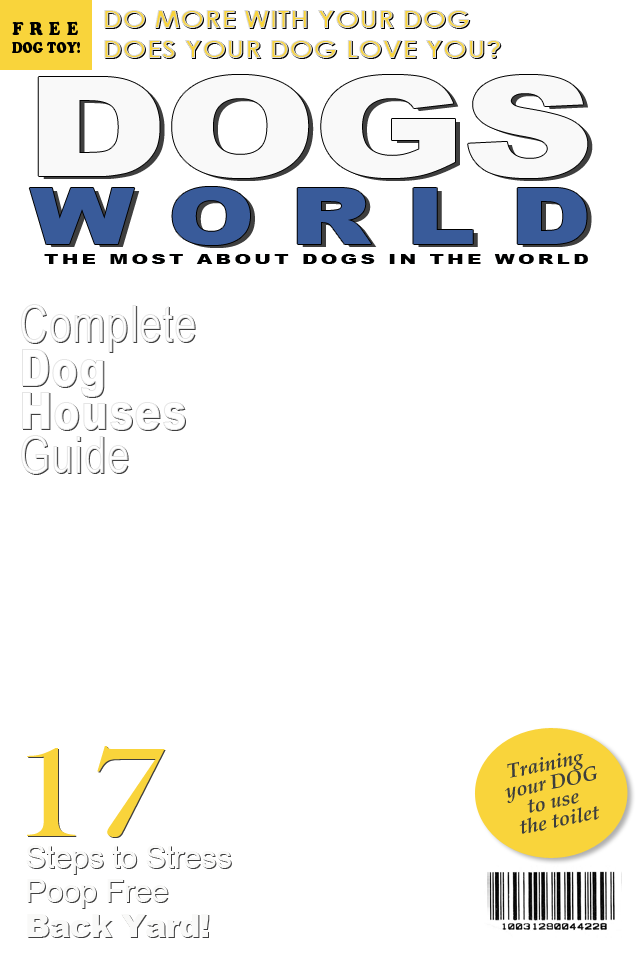 FREE
DOG TOY!
DO MORE WITH YOUR DOG
DOES YOUR DOG LOVE YOU?
DOGS
WORLD
THE MOST ABOUT DOGS IN THE WORLD
Complete
Dog
Houses
Guide
17
Steps to Stress
Poop Free
Back Yard!
Training
your DOG
to use
the toilet
10031290044228